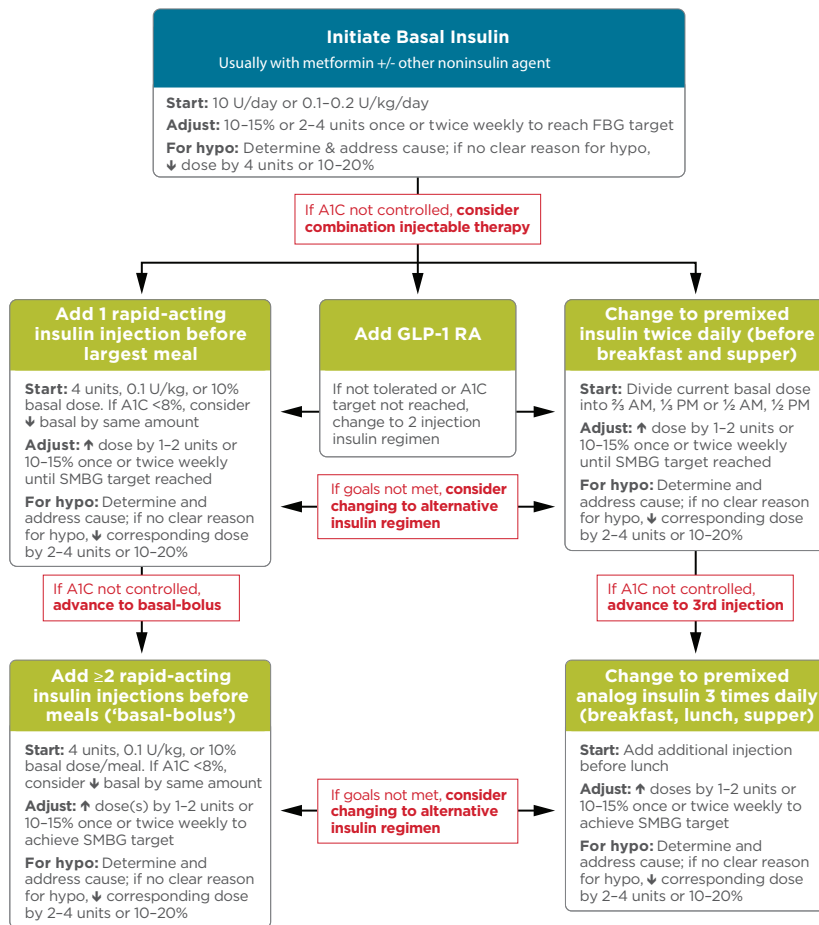 Initiate Basal Insulin
Usually with metformin +/- other noninsulin agent
Start: 10 U/day or 0.1–0.2 U/kg/day
Adjust: 10–15% or 2–4 units once or twice weekly to reach FBG target
For hypo: Determine & address cause; if no clear reason for hypo,
↓ dose by 4 units or 10–20%
If A1C not controlled, consider
combination injectable therapy
Add 1 rapid-acting
insulin injection before
largest meal
Start: 4 units, 0.1 U/kg, or 10%
basal dose. If A1C <8%, consider
↓ basal by same amount
Adjust: ↑ dose by 1–2 units or
10–15% once or twice weekly
until SMBG target reached
For hypo: Determine and
address cause; if no clear reason
for hypo, ↓ corresponding dose
by 2–4 units or 10–20%
Add GLP-1 RA
If not tolerated or A1C
target not reached,
change to 2 injection
insulin regimen
Change to premixed
insulin twice daily (before
breakfast and supper)
Start: Divide current basal dose
into ⅔ AM, ⅓ PM or ½ AM, ½ PM
Adjust: ↑ dose by 1–2 units or
10–15% once or twice weekly
until SMBG target reached
For hypo: Determine and
address cause; if no clear reason
for hypo, ↓ corresponding dose
by 2–4 units or 10–20%
If goals not met, consider
changing to alternative
insulin regimen
If A1C not controlled,
advance to basal-bolus
If A1C not controlled,
advance to 3rd injection
Add ≥2 rapid-acting
insulin injections before
meals (‘basal-bolus’)
Start: 4 units, 0.1 U/kg, or 10%
basal dose/meal. If A1C <8%,
consider ↓ basal by same amount
Adjust: ↑ dose(s) by 1–2 units or
10–15% once or twice weekly to
achieve SMBG target
For hypo: Determine and
address cause; if no clear reason
for hypo, ↓ corresponding dose
by 2–4 units or 10–20%
If goals not met, consider
changing to alternative
insulin regimen
Change to premixed
analog insulin 3 times daily
(breakfast, lunch, supper)
Start: Add additional injection
before lunch
Adjust: ↑ doses by 1–2 units or
10–15% once or twice weekly to
achieve SMBG target
For hypo: Determine and
address cause; if no clear reason
for hypo, ↓ corresponding dose
by 2–4 units or 10–20%